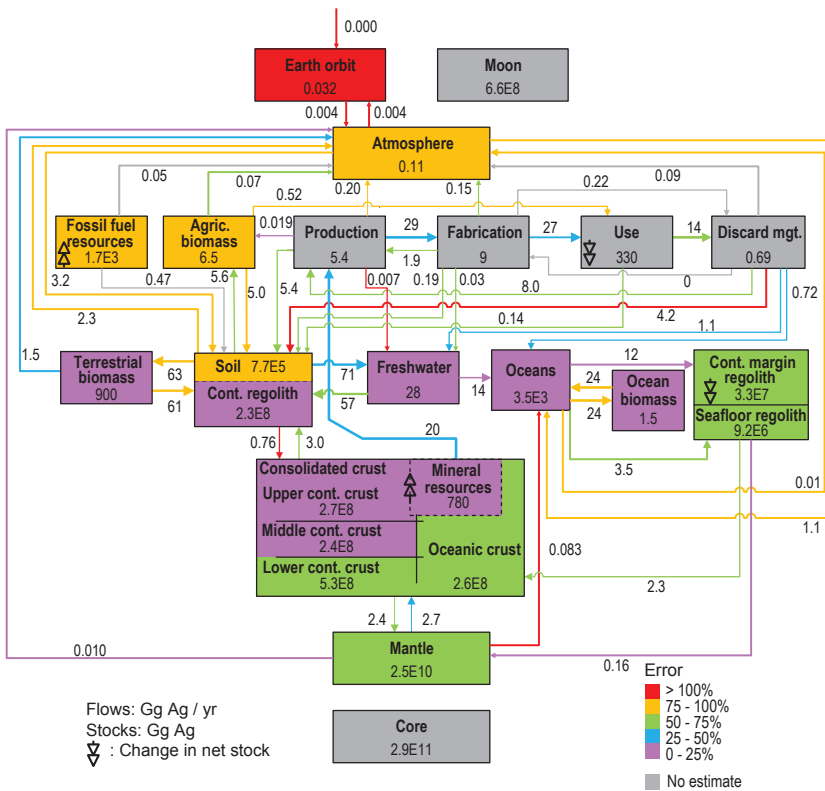 0.000
Earth orbit
0.032
Moon
6.6E8
0.004
0.004
Atmosphere
0.11
0.05
0.07
0.52
0.20
0.15
0.22
0.09
Fossil fuel
resources
1.7E3
Agric.
biomass
6.5
0.019
Production
5.4
29
Fabrication
9
27
Use
330
14
Discard mgt.
0.69
3.2
0.47
5.6
5.0
5.4
0.007
1.9
0.19
0.03
8.0
0
0.72
2.3
0.14
4.2
1.1
1.5
Terrestrial
biomass
900
63
61
Soil 7.7E5
Cont. regolith
2.3E8
71
57
Freshwater
28
14
Oceans
3.5E3
12
24
24
Ocean
biomass
1.5
Cont. margin
regolith
3.3E7
Seafloor regolith
9.2E6
0.76
3.0
20
3.5
0.01
1.1
Consolidated crust
Upper cont. crust
2.7E8
Mineral
resources
780
Middle cont. crust
2.4E8
Oceanic crust
Lower cont. crust
5.3E8
2.6E8
0.083
2.3
2.4
2.7
0.010
Mantle
2.5E10
0.16
Flows: Gg Ag / yr
Stocks: Gg Ag
: Change in net stock
Core
2.9E11
Error
> 100%
75 - 100%
50 - 75%
25 - 50%
0 - 25%
No estimate